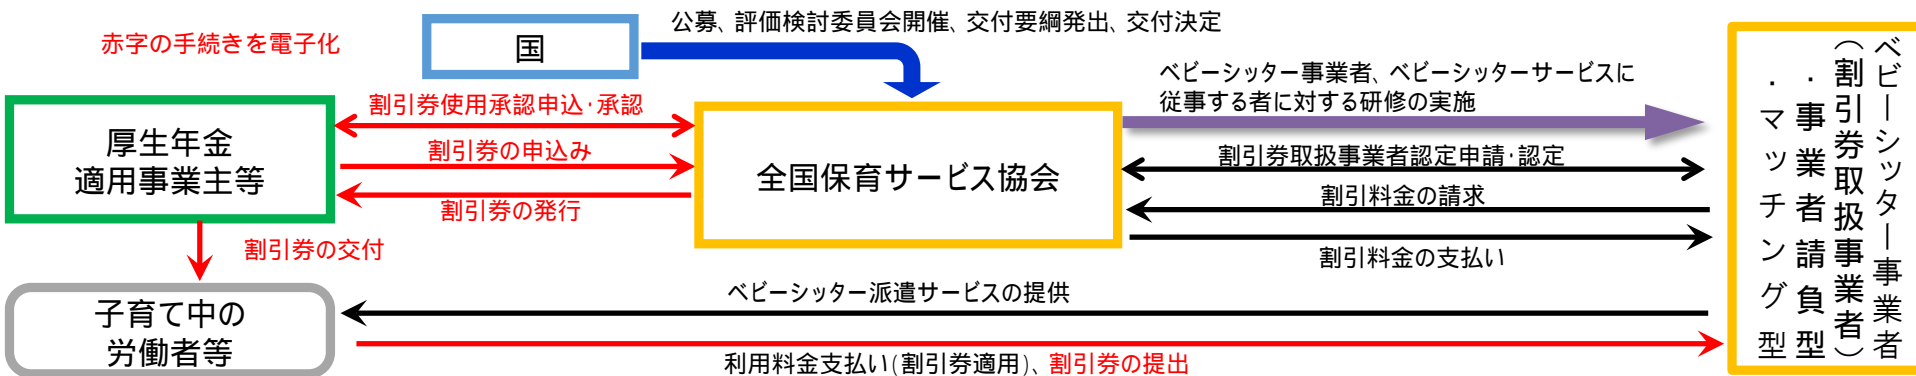 公募、評価検討委員会開催、交付要綱発出、交付決定
赤字の手続きを電子化
国
ベビーシッター事業者、ベビーシッターサービスに
従事する者に対する研修の実施
割引券使用承認申込・承認
厚生年金
適用事業主等
割引券の申込み
割引券の発行
全国保育サービス協会
割引券取扱事業者認定申請・認定
割引料金の請求
割引料金の支払い
割引券の交付
子育て中の
労働者等
ベビーシッター派遣サービスの提供
利用料金支払い(割引券適用)、割引券の提出
ベビーシッター事業者
(割引券取扱事業者)
・事業者請負型
・マッチング型